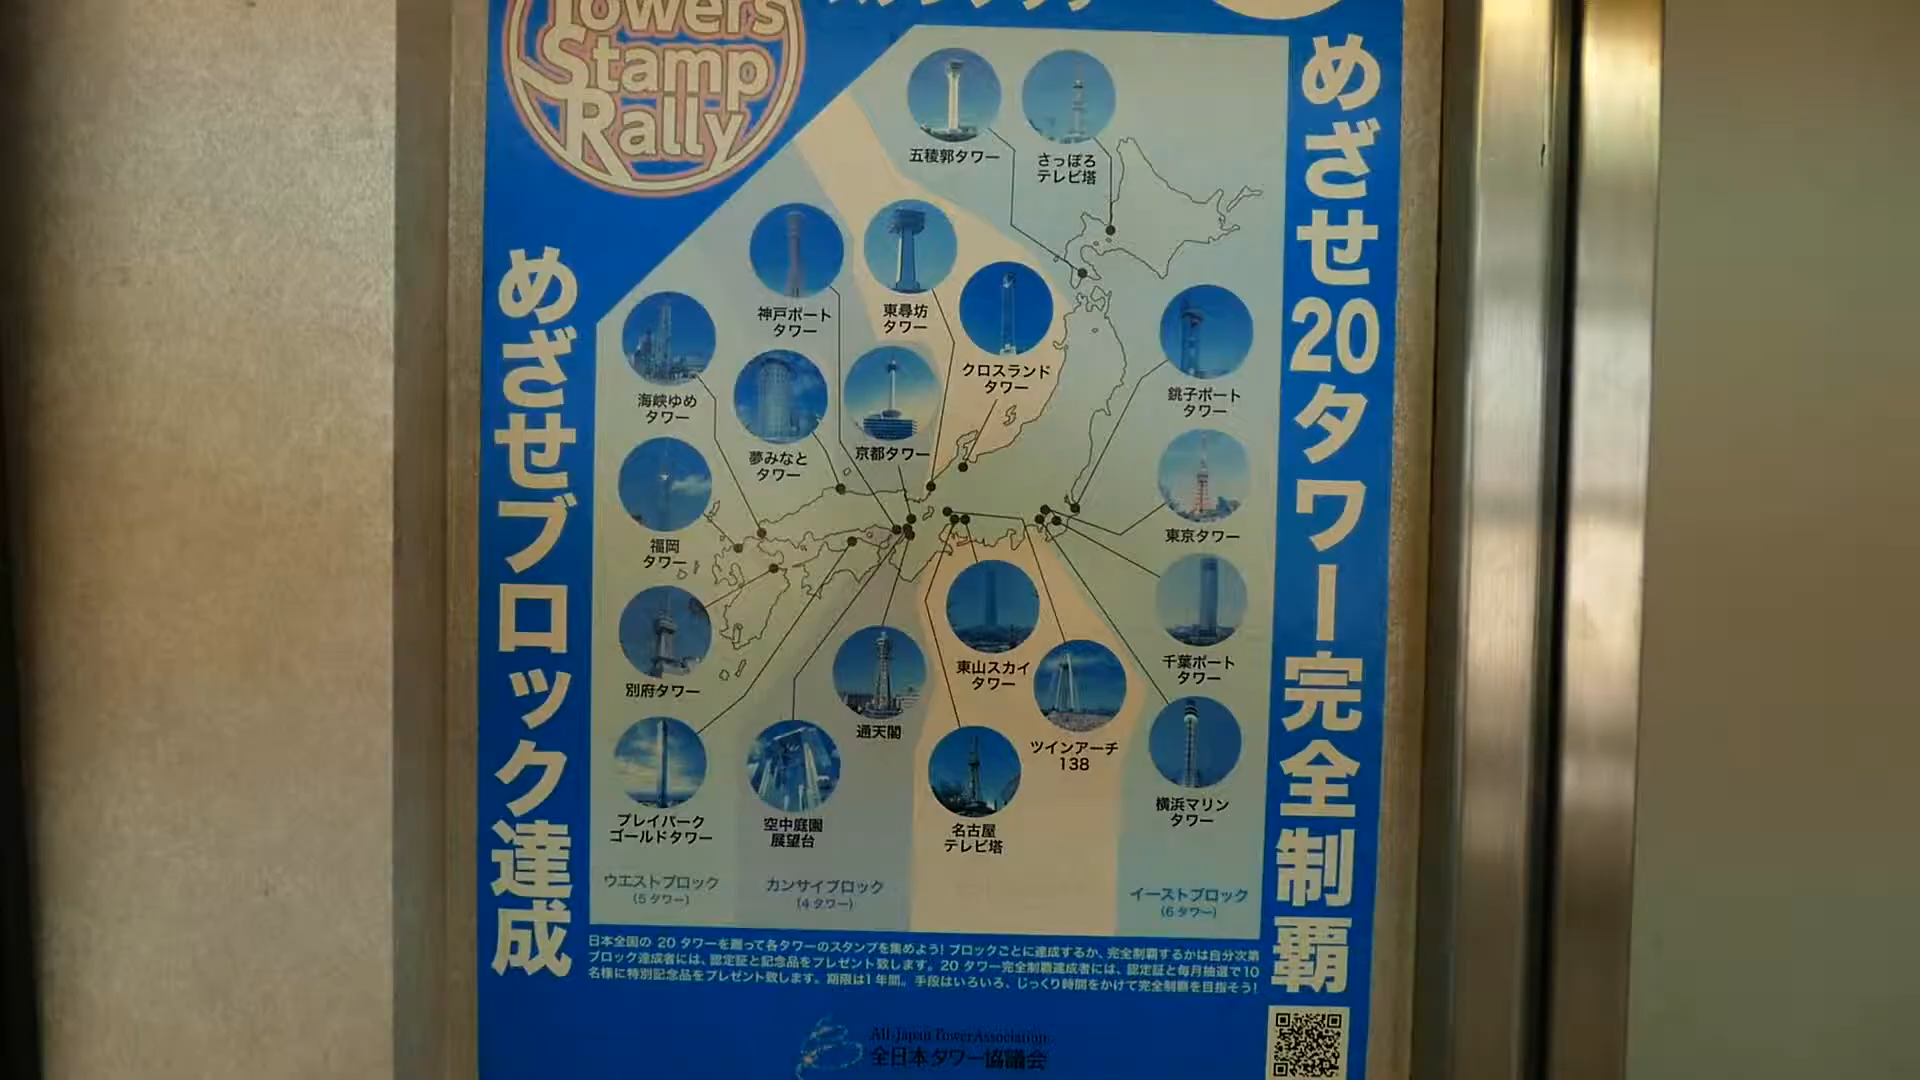 Towers
Stamp
Rally
めざせ20タワー完全制覇
めざせブロック達成
五稜郭タワー
さっぽろ
テレビ塔
神戸ポート
タワー
東尋坊
タワー
クロスランド
タワー
海峡ゆめ
タワー
夢みなと
タワー
京都タワー
銚子ポート
タワー
福岡
タワー
東京タワー
別府タワー
東山スカイ
タワー
千葉ポート
タワー
通天閣
ツインアーチ
138
プレイパーク
ゴールドタワー
空中庭園
展望台
名古屋
テレビ塔
横浜マリン
タワー
ウエストブロック
(5タワー)
カンサイブロック
(4タワー)
イーストブロック
(6タワー)
日本全国の 20 タワーを廻って各タワーのスタンプを集めよう! ブロックごとに達成するか、完全制覇するかは自分次第
ブロック達成者には、認定証と記念品をプレゼント致します。20 タワー完全制覇達成者には、認定証と毎月抽選で10
名様に特別記念品をプレゼント致します。期限は1年間。手段はいろいろ、じっくり時間をかけて完全制覇を目指そう!
All-Japan TowerAssociation
全日本タワー協議会